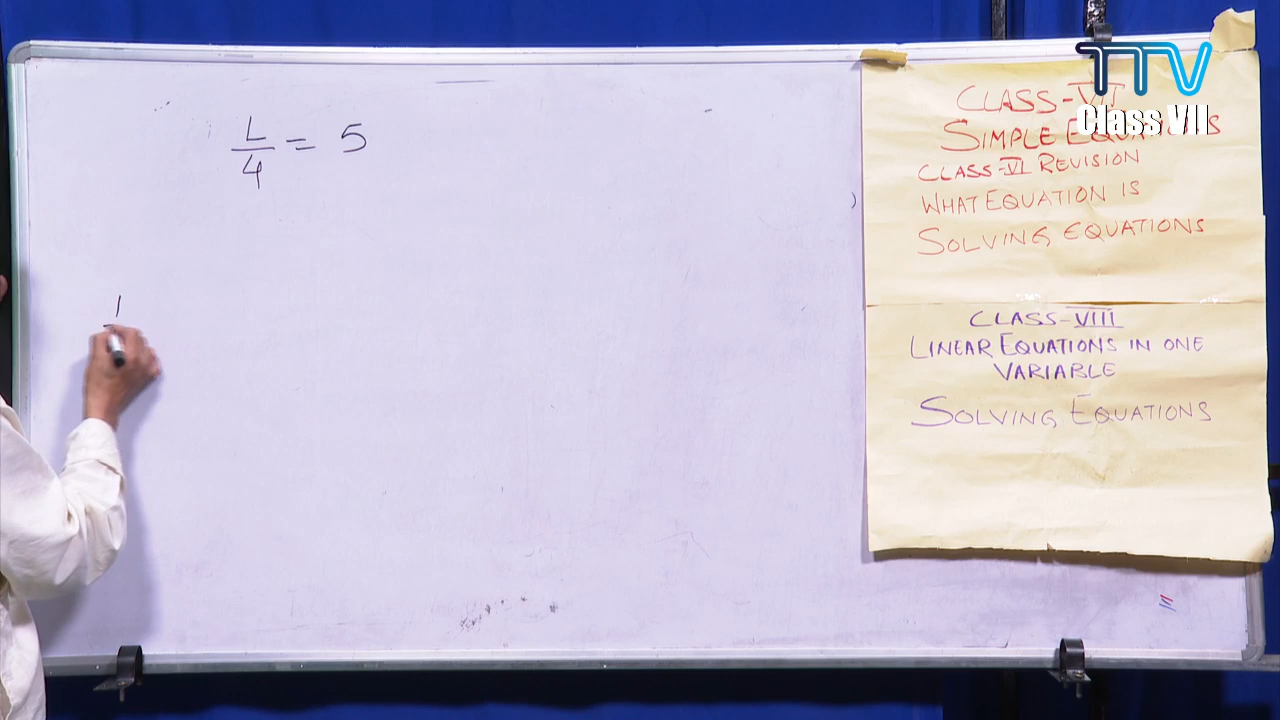 L/4 = 5
1
TTV
Class VII
CLASS-VII
SIMPLE EQUATIONS
CLASS-VI REVISION
WHAT EQUATION IS
SOLVING EQUATIONS
CLASS-VIII
LINEAR EQUATIONS IN ONE
VARIABLE
SOLVING EQUATIONS